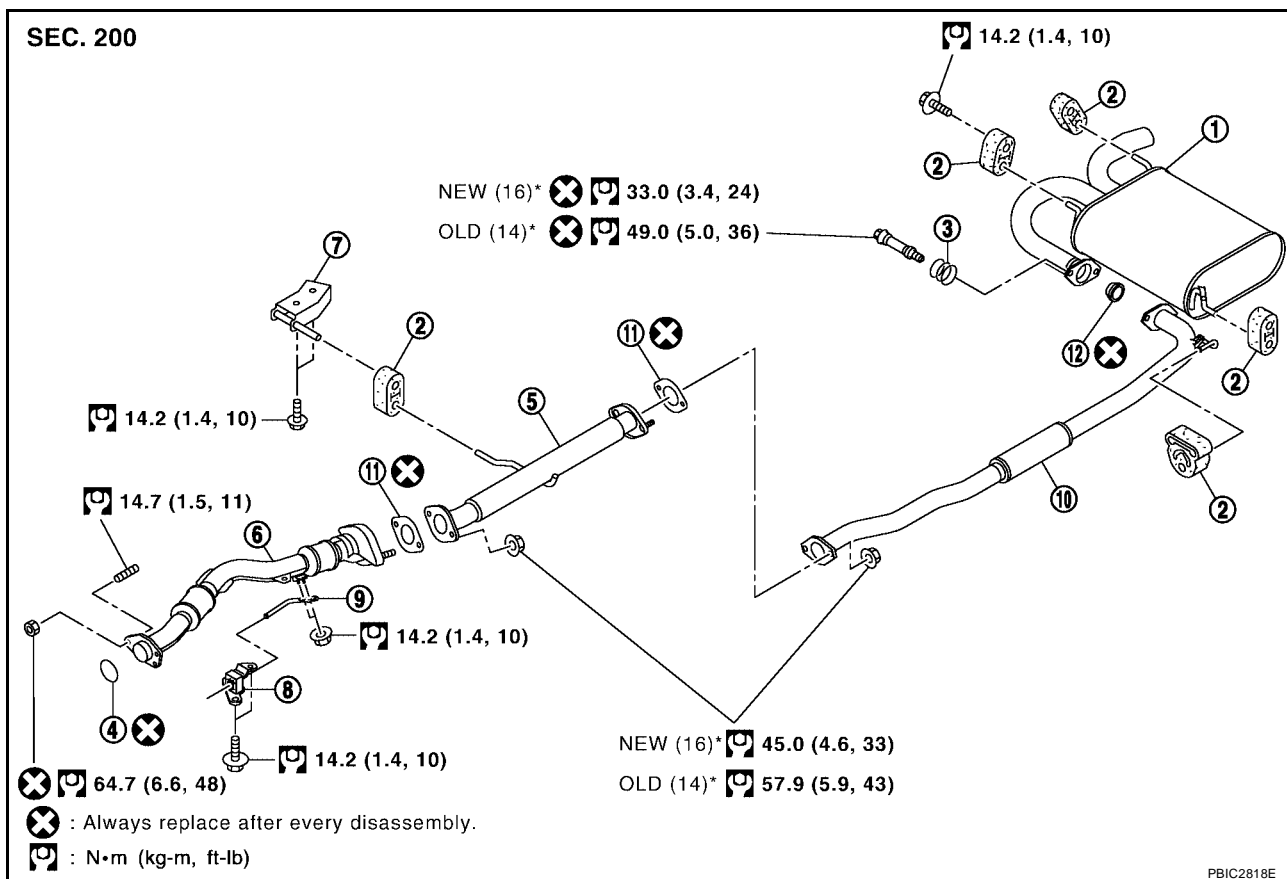 SEC. 200
14.2 (1.4, 10)
2
1
2
NEW (16)* 33.0 (3.4, 24)
OLD (14)* 49.0 (5.0, 36)
3
7
2
11
12
2
14.2 (1.4, 10)
5
11
10
2
14.7 (1.5, 11)
6
9
14.2 (1.4, 10)
8
4
NEW (16)* 45.0 (4.6, 33)
14.2 (1.4, 10)
OLD (14)* 57.9 (5.9, 43)
64.7 (6.6, 48)
: Always replace after every disassembly.
: N•m (kg-m, ft-lb)
PBIC2818E